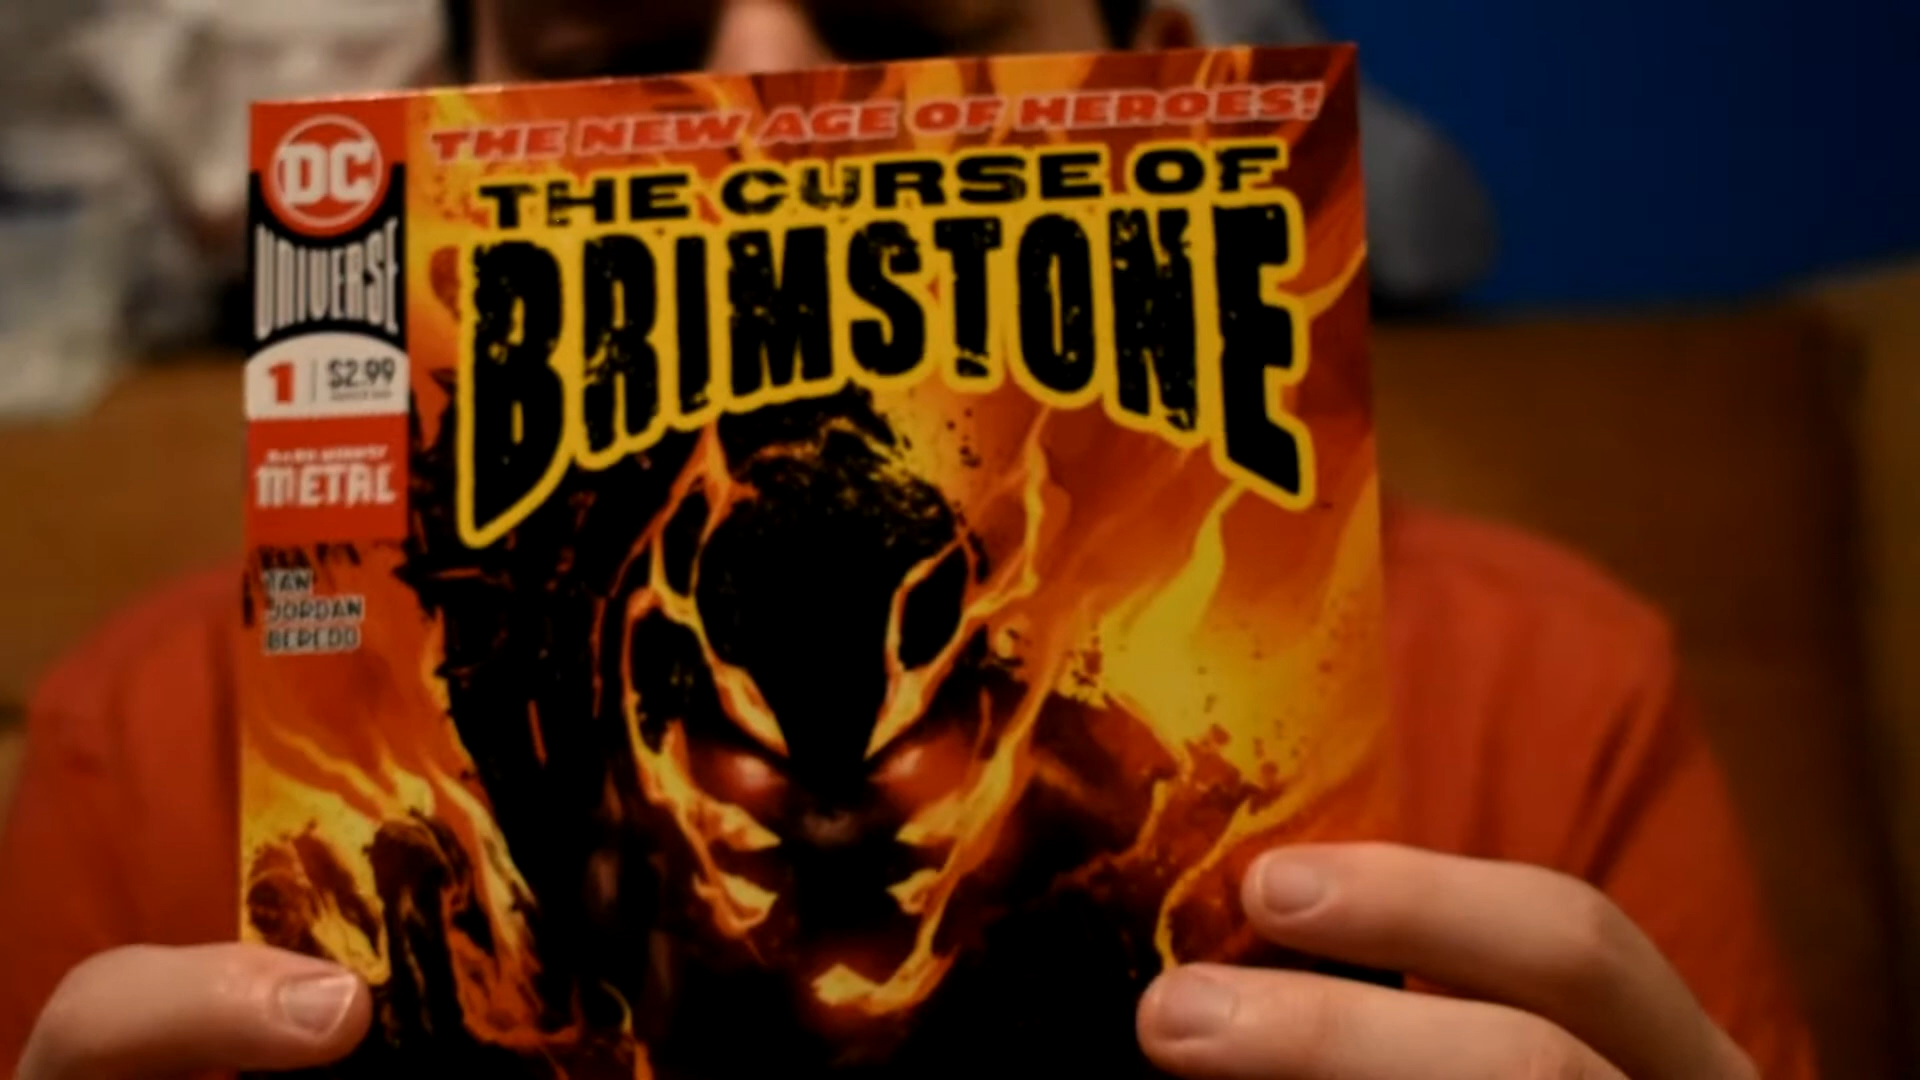 THE NEW AGE OF HEROES!
THE CURSE OF
BRIMSTONE
DC
UNIVERSE
1 $2.99
METAL
TAN
JORDAN
BEREDO